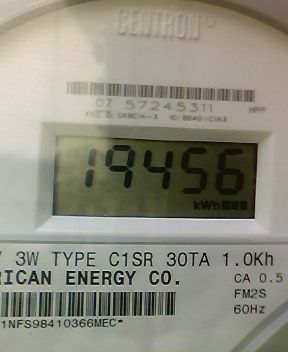 CENTRON
07 57245311 HPP
19456
kWh
3W TYPE C1SR 30TA 1.0Kh
RICAN ENERGY CO. CA 0.5
FM2S
60Hz
1NFS98410366MEC*